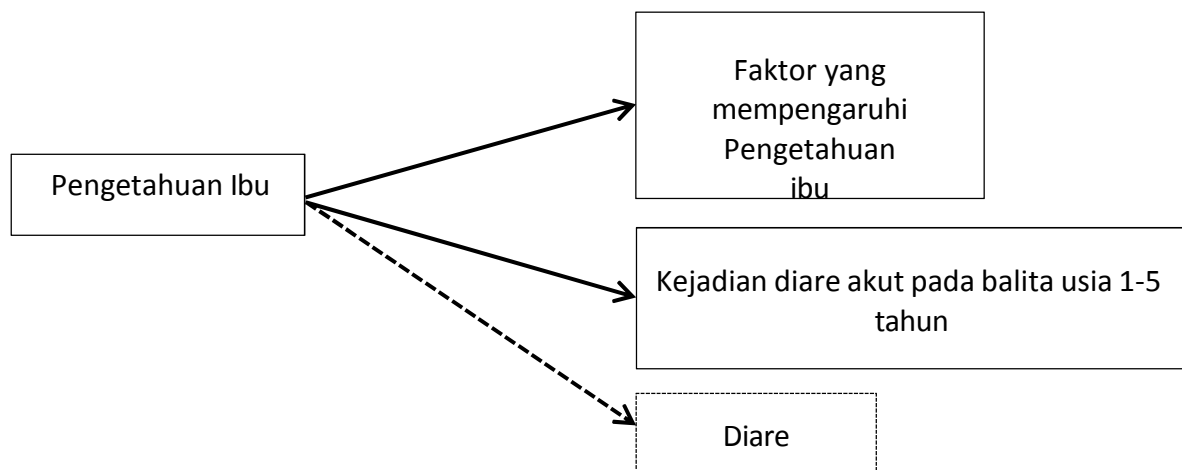 Pengetahuan Ibu
Faktor yang
mempengaruhi
Pengetahuan
ibu
Kejadian diare akut pada balita usia 1-5
tahun
Diare